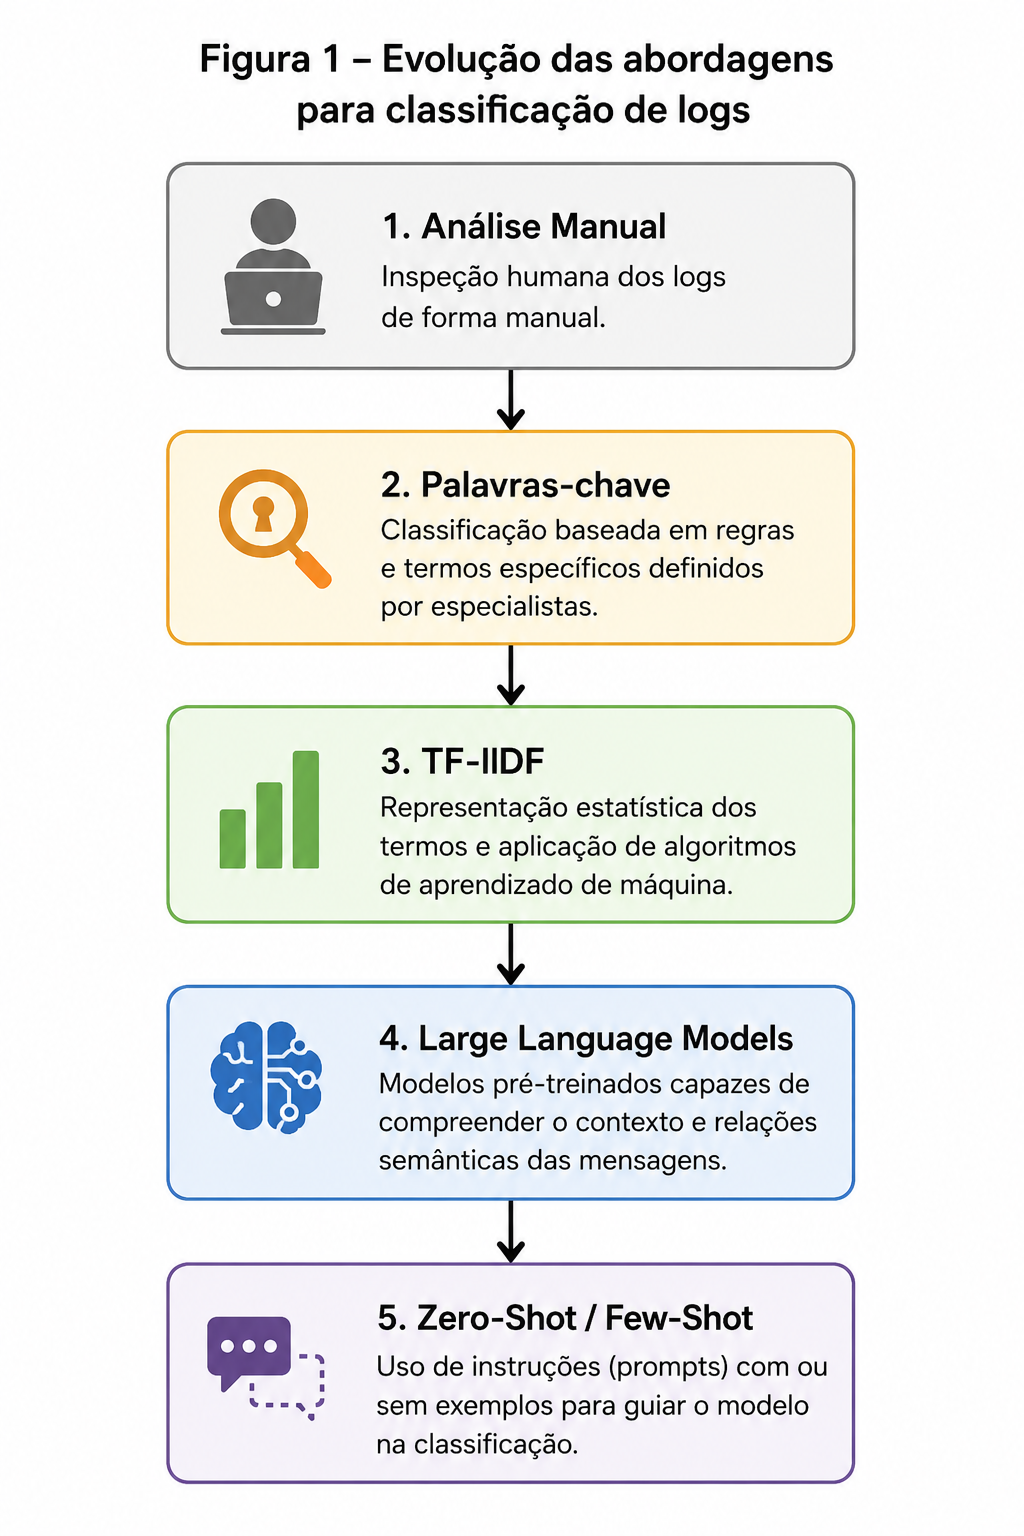 Figura 1 – Evolução das abordagens
para classificação de logs
1. Análise Manual
Inspeção humana dos logs
de forma manual.
2. Palavras-chave
Classificação baseada em regras
e termos específicos definidos
por especialistas.
3. TF-IIDF
Representação estatística dos
termos e aplicação de algoritmos
de aprendizado de máquina.
4. Large Language Models
Modelos pré-treinados capazes de
compreender o contexto e relações
semânticas das mensagens.
5. Zero-Shot / Few-Shot
Uso de instruções (prompts) com ou
sem exemplos para guiar o modelo
na classificação.